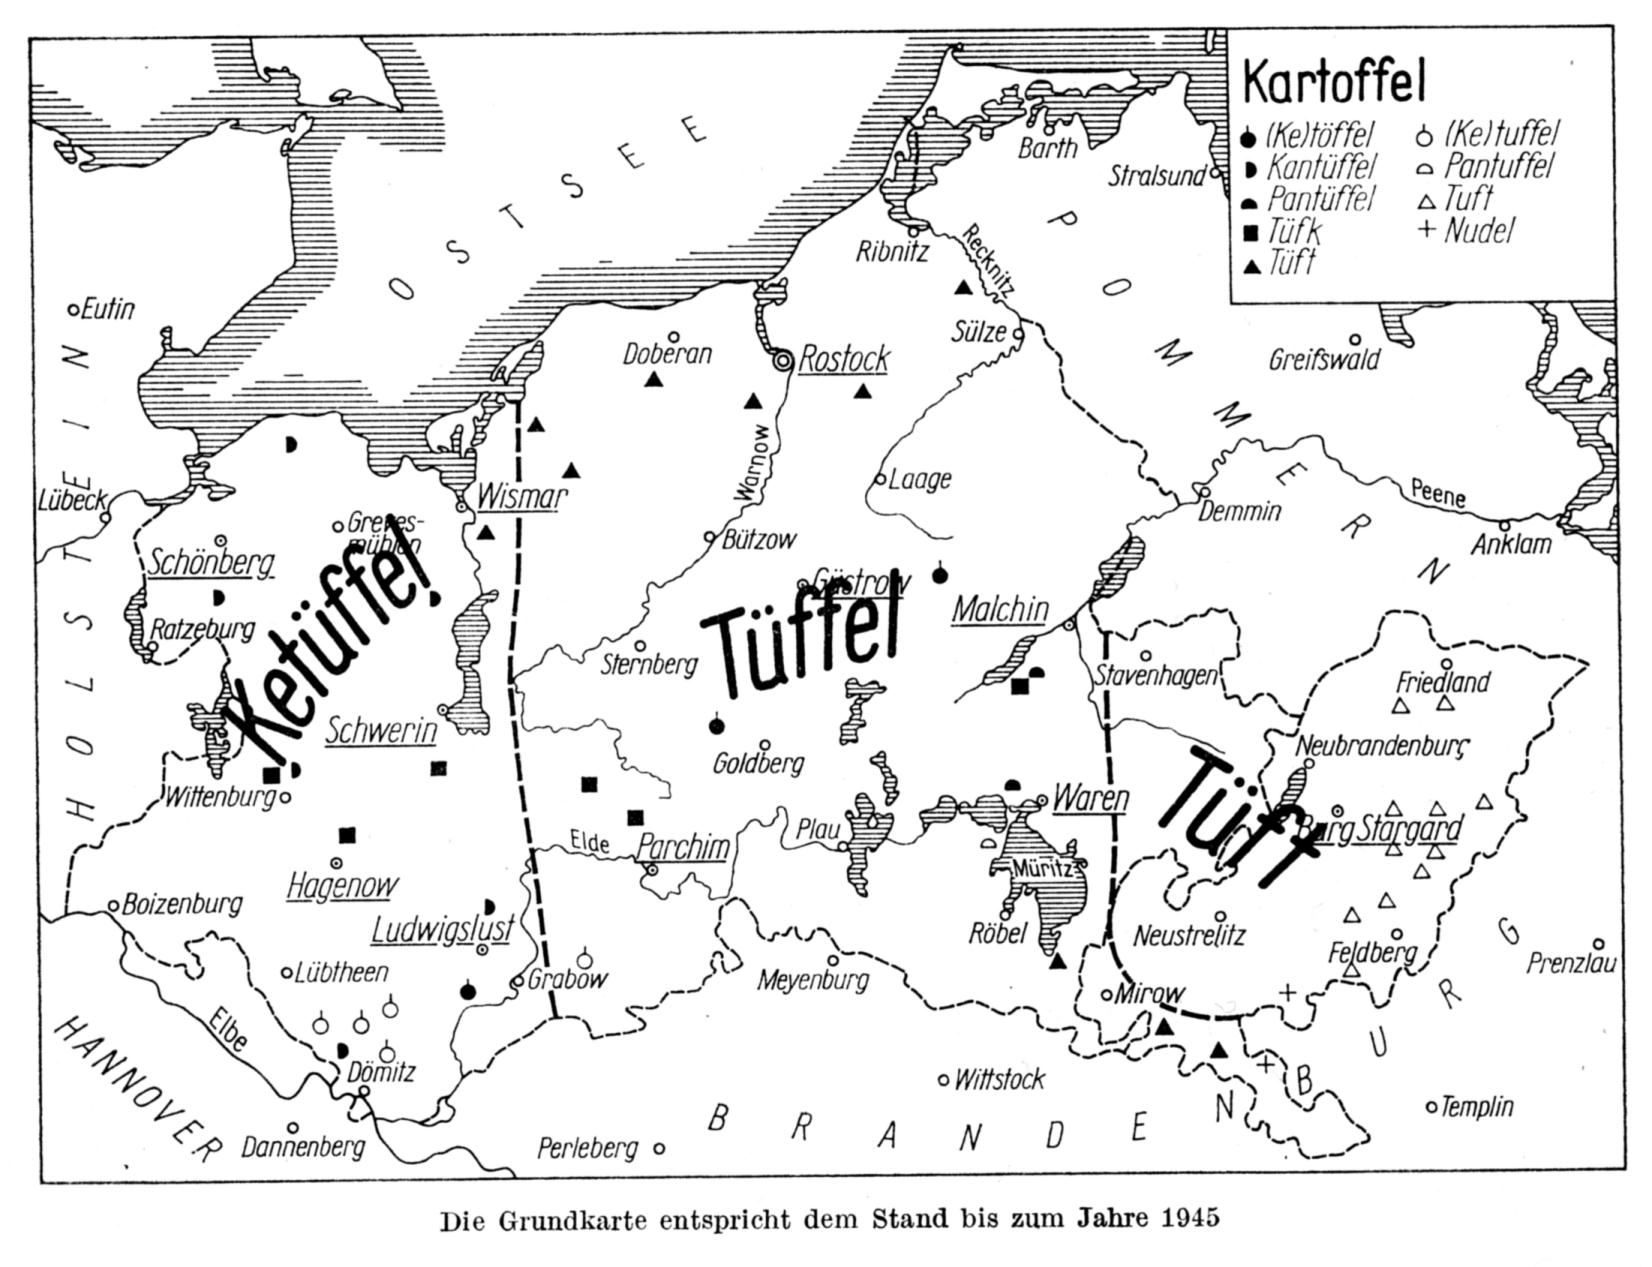 Kartoffel
(Ke)töffel
Kantüffel
Pantüffel
Tüfk
Tüft
(Ke)tuffel
Pantuffel
Tuft
Nudel
OSTSEE
Barth
Stralsund
POMMERN
Ribnitz
Recknitz
Eutin
Sülze
Greifswald
Doberan
Rostock
HOLSTEIN
Lübeck
Wismar
Warnow
Laage
Peene
Demmin
Anklam
Greves-
mühlen
Schönberg
Bützow
Güstrow
Malchin
Ratzeburg
Ketüffel
Tüffel
Sternberg
Stavenhagen
Friedland
Schwerin
Neubrandenburg
Goldberg
Tüft
Wittenburg
Waren
Burg Stargard
Elde
Parchim
Plau
Müritz
Hagenow
Boizenburg
Ludwigslust
Röbel
Neustrelitz
Feldberg
Prenzlau
Lübtheen
Grabow
Meyenburg
Mirow
Elbe
HANNOVER
Dömitz
Wittstock
Templin
Dannenberg
Perleberg
BRANDENBURG
Die Grundkarte entspricht dem Stand bis zum Jahre 1945